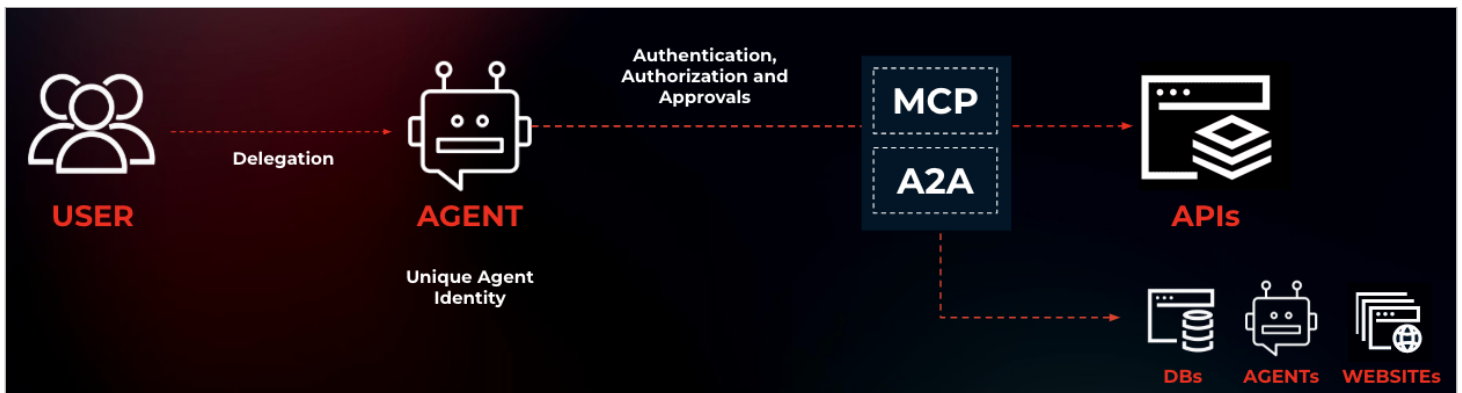 Authentication,
Authorization and
Approvals
MCP
Delegation
A2A
USER
AGENT
APIs
Unique Agent
Identity
DBs
AGENTs
WEBSITEs